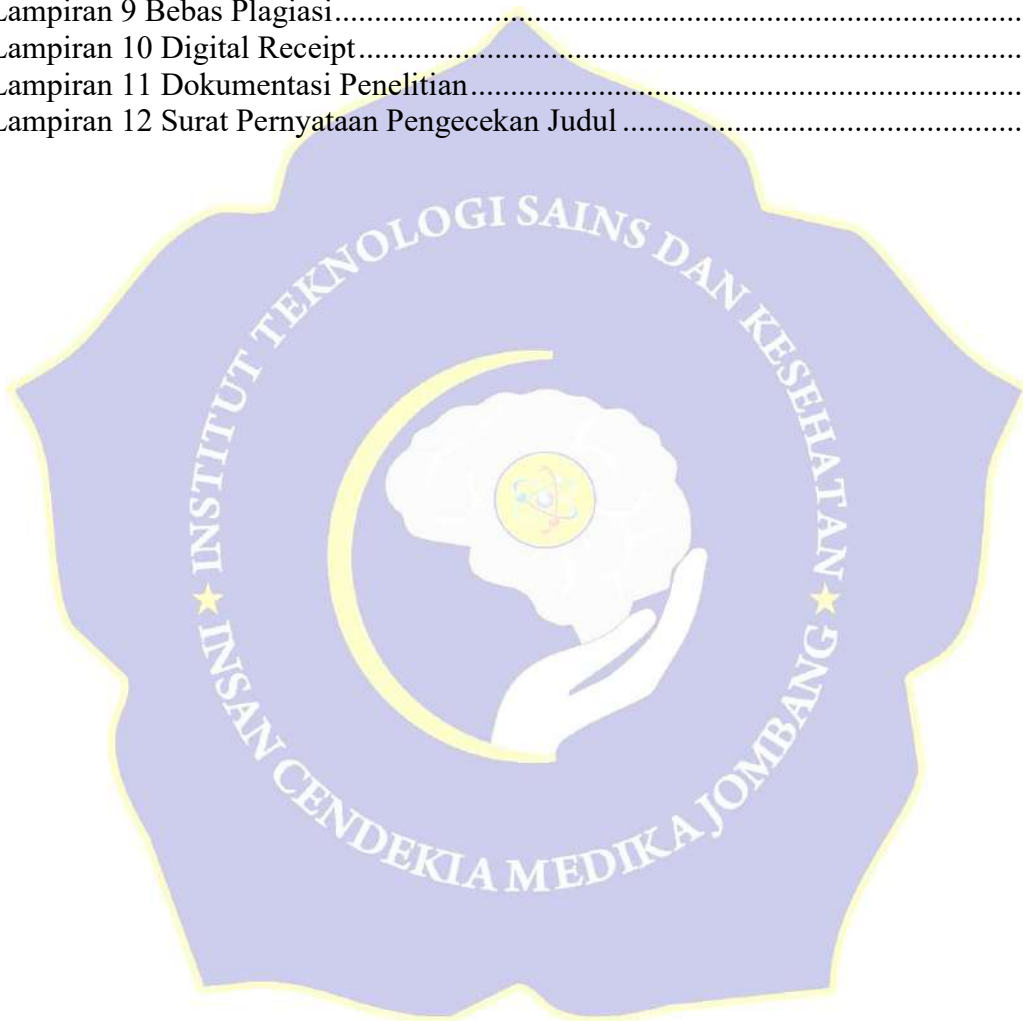 Lampiran 9 Bebas Plagiasi........................................................................................
Lampiran 10 Digital Receipt.....................................................................................
Lampiran 11 Dokumentasi Penelitian.......................................................................
Lampiran 12 Surat Pernyataan Pengecekan Judul ....................................................
INSTITUT TEKNOLOGI SAINS DAN KESEHATAN
INSAN CENDEKIA MEDIKA JOMBANG